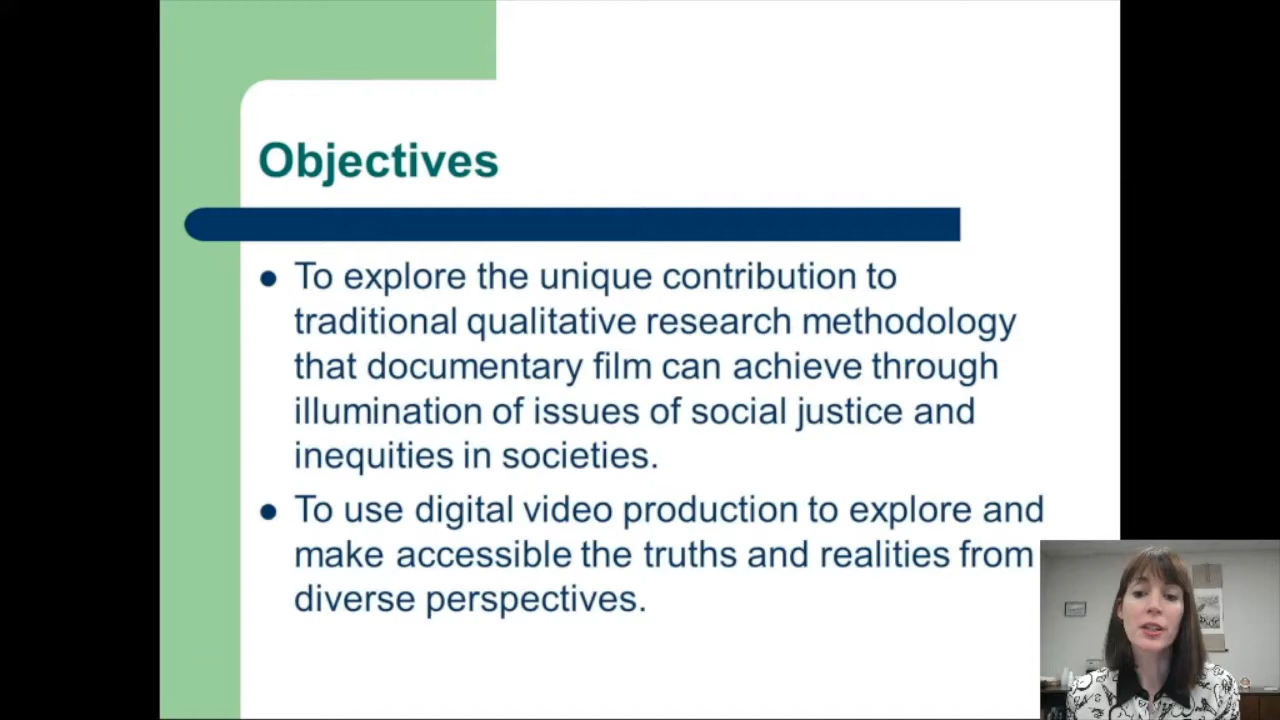 Objectives
To explore the unique contribution to
traditional qualitative research methodology
that documentary film can achieve through
illumination of issues of social justice and
inequities in societies.
To use digital video production to explore and
make accessible the truths and realities from
diverse perspectives.